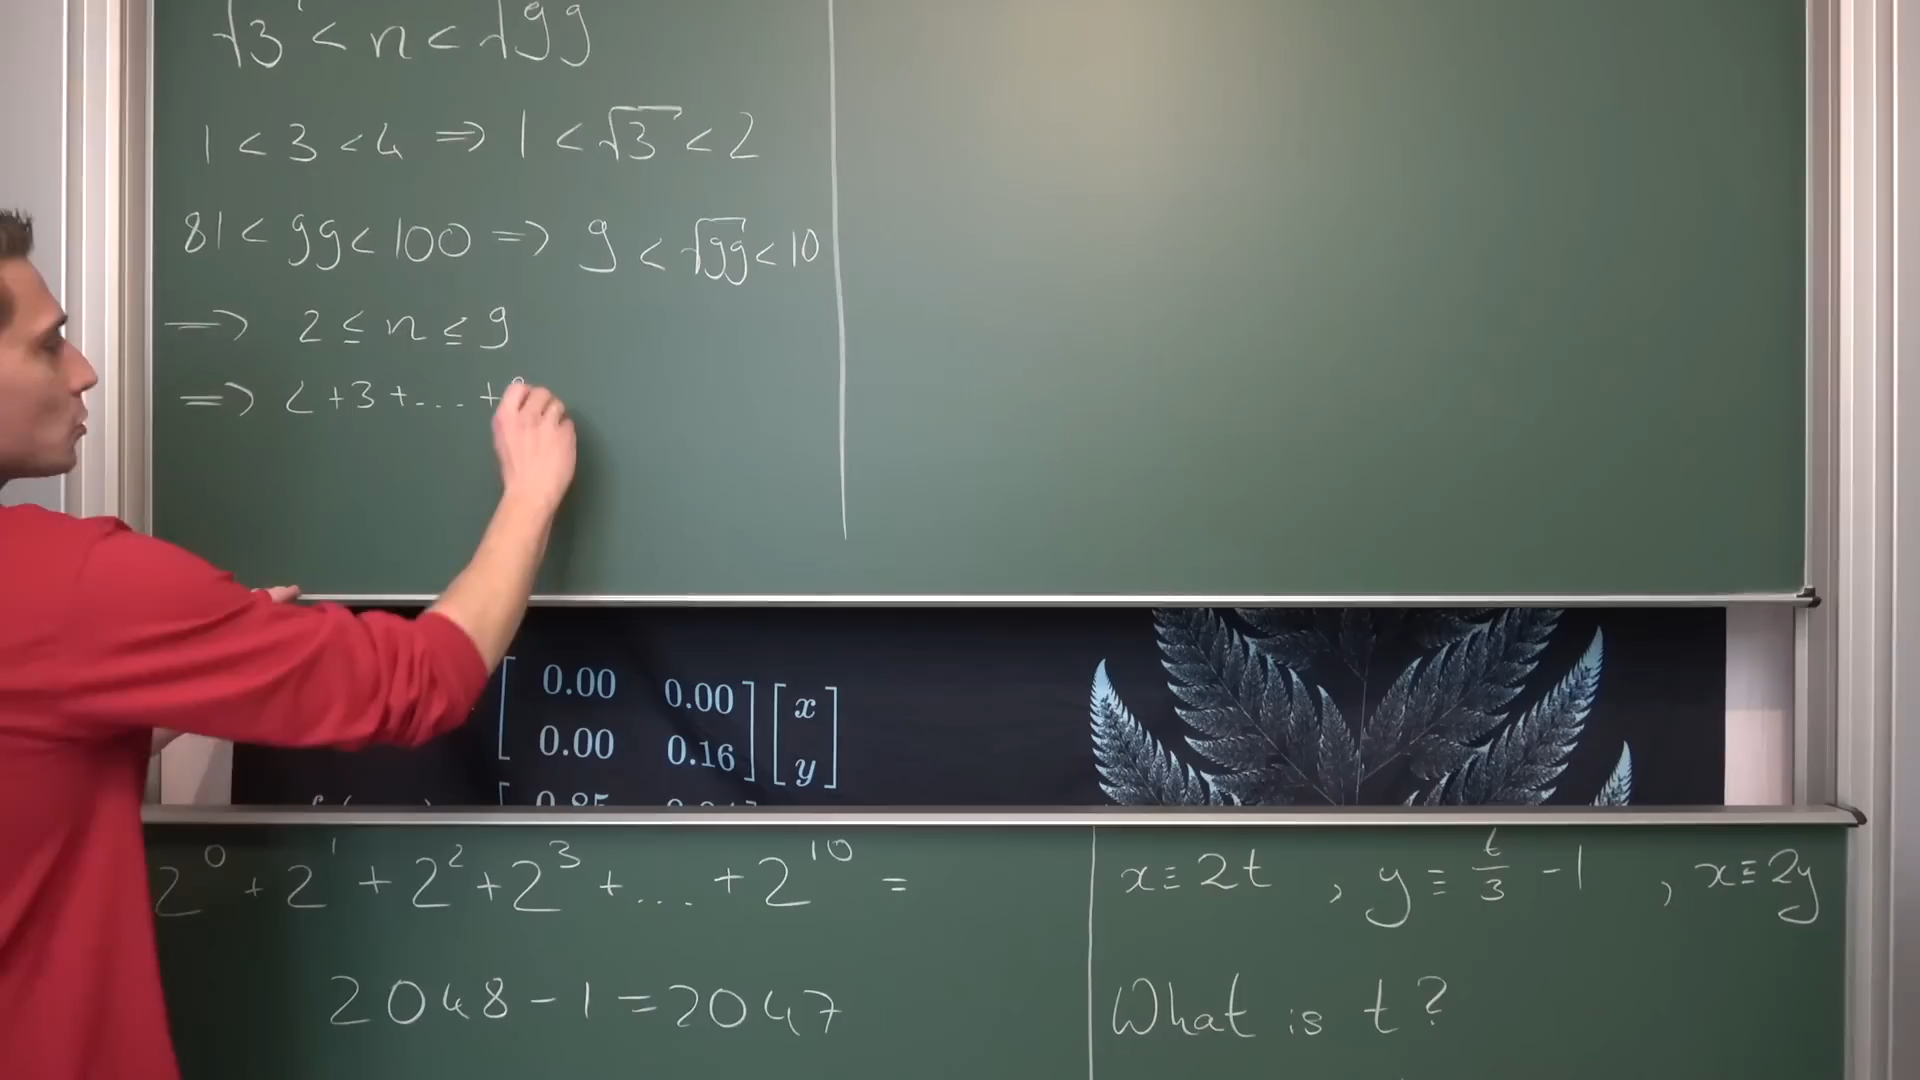 √3 < n < √99
1 < 3 < 4 ⇒ 1 < √3 < 2
81 < 99 < 100 ⇒ 9 < √99 < 10
⇒ 2 ≤ n ≤ 9
⇒ 2 + 3 + ... +
[ 0.00 0.00 ] [ x ]
[ 0.00 0.16 ] [ y ]
2⁰ + 2¹ + 2² + 2³ + ... + 2¹⁰ =
2048 - 1 = 2047
x ≡ 2t , y ≡ t/3 - 1 , x ≡ 2y
What is t?